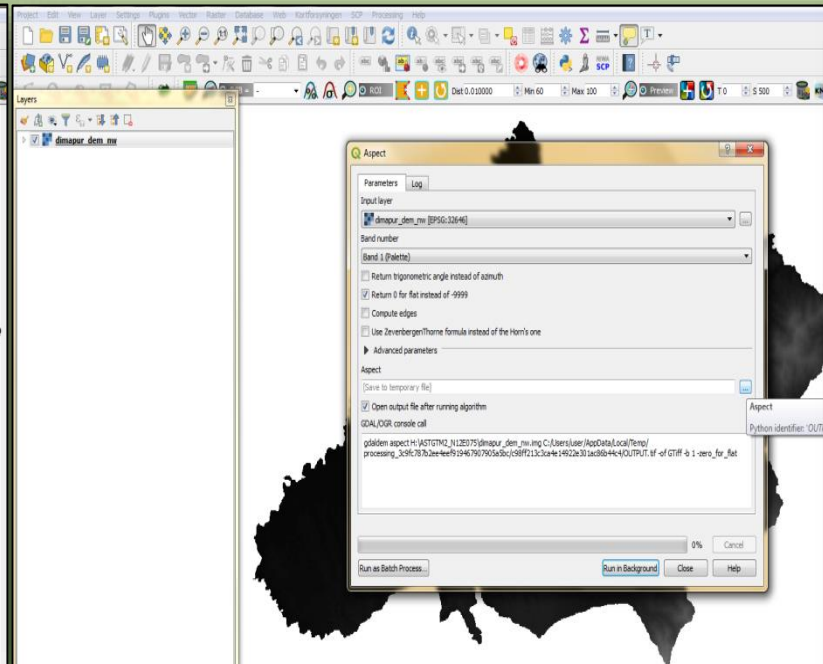 Project Edit View Layer Settings Plugins Vector Raster Database Web Kortforsyningen SCP Processing Help
SCP
ROI
Dist 0.010000
Min 60
Max 100
Preview
T 0
S 500
Layers
dimapur_dem_nw
Aspect
Parameters Log
Input layer
dimapur_dem_nw [EPSG:32646]
Band number
Band 1 (Palette)
Return trigonometric angle instead of azimuth
Return 0 for flat instead of -9999
Compute edges
Use ZevenbergenThorne formula instead of the Horn's one
Advanced parameters
Aspect
[Save to temporary file]
Open output file after running algorithm
Aspect
Python identifier: 'OUT
GDAL/OGR console call
gdaldem aspect H:\ASTGTM2_N12E075\dimapur_dem_nw.img C:/Users/user/AppData/Local/Temp/
processing_3c9fc787b2ee4eef919467907905a5bc/c98ff213c3ca4e14922e301ac86b44c4/OUTPUT.tif -of GTiff -b 1 -zero_for_flat
0%
Cancel
Run as Batch Process...
Run in Background
Close
Help